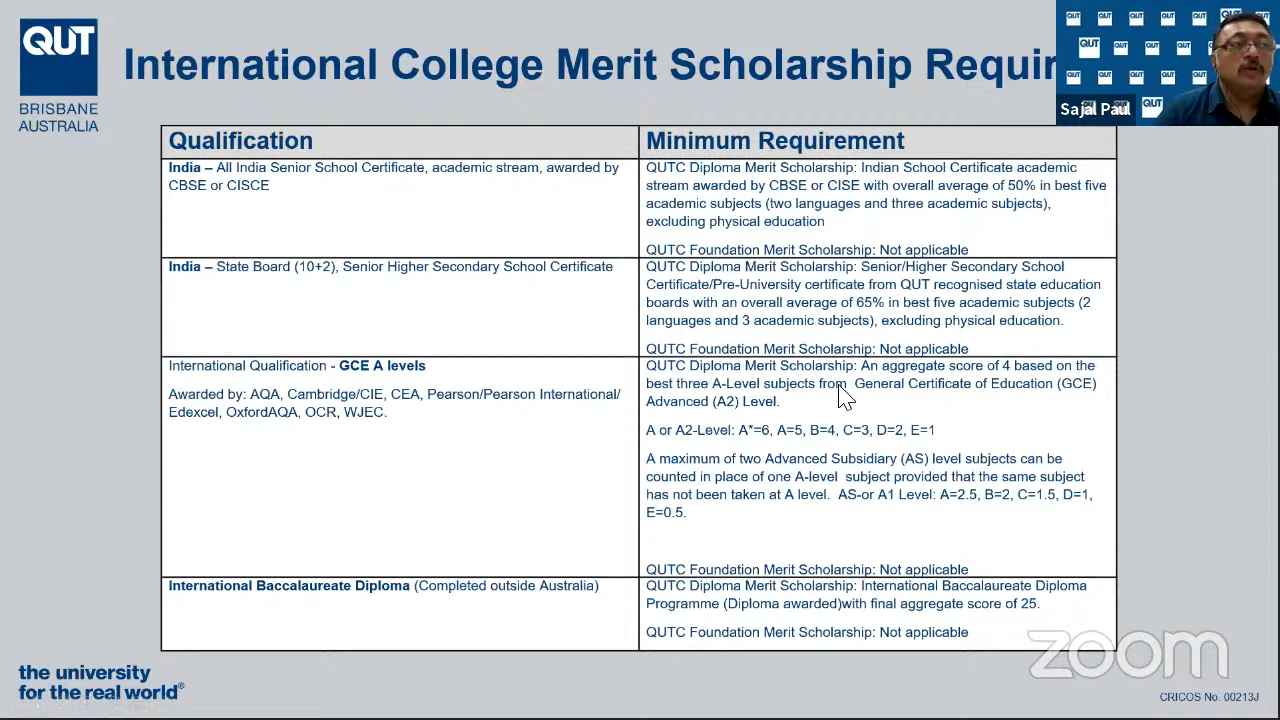 QUT
BRISBANE
AUSTRALIA
International College Merit Scholarship Requir
Sajal Paul
Qualification
Minimum Requirement
India – All India Senior School Certificate, academic stream, awarded by
CBSE or CISCE
QUTC Diploma Merit Scholarship: Indian School Certificate academic
stream awarded by CBSE or CISE with overall average of 50% in best five
academic subjects (two languages and three academic subjects),
excluding physical education
QUTC Foundation Merit Scholarship: Not applicable
India – State Board (10+2), Senior Higher Secondary School Certificate
QUTC Diploma Merit Scholarship: Senior/Higher Secondary School
Certificate/Pre-University certificate from QUT recognised state education
boards with an overall average of 65% in best five academic subjects (2
languages and 3 academic subjects), excluding physical education.
QUTC Foundation Merit Scholarship: Not applicable
International Qualification - GCE A levels
Awarded by: AQA, Cambridge/CIE, CEA, Pearson/Pearson International/
Edexcel, OxfordAQA, OCR, WJEC.
QUTC Diploma Merit Scholarship: An aggregate score of 4 based on the
best three A-Level subjects from General Certificate of Education (GCE)
Advanced (A2) Level.
A or A2-Level: A*=6, A=5, B=4, C=3, D=2, E=1
A maximum of two Advanced Subsidiary (AS) level subjects can be
counted in place of one A-level subject provided that the same subject
has not been taken at A level. AS-or A1 Level: A=2.5, B=2, C=1.5, D=1,
E=0.5.
QUTC Foundation Merit Scholarship: Not applicable
International Baccalaureate Diploma (Completed outside Australia)
QUTC Diploma Merit Scholarship: International Baccalaureate Diploma
Programme (Diploma awarded)with final aggregate score of 25.
QUTC Foundation Merit Scholarship: Not applicable
zoom
the university
for the real world®
CRICOS No. 00213J